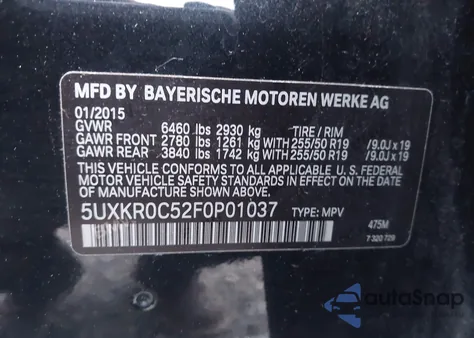 MFD BY BAYERISCHE MOTOREN WERKE AG
01/2015
GVWR 6460 lbs 2930 kg TIRE / RIM
GAWR FRONT 2780 lbs 1261 kg WITH 255/50 R19 /9.0J x 19
GAWR REAR 3840 lbs 1742 kg WITH 255/50 R19 /9.0J x 19
THIS VEHICLE CONFORMS TO ALL APPLICABLE U.S. FEDERAL
MOTOR VEHICLE SAFETY STANDARDS IN EFFECT ON THE
DATE OF MANUFACTURE SHOWN ABOVE.
5UXKR0C52F0P01037 TYPE: MPV
475M
7 320 729
autoSnap